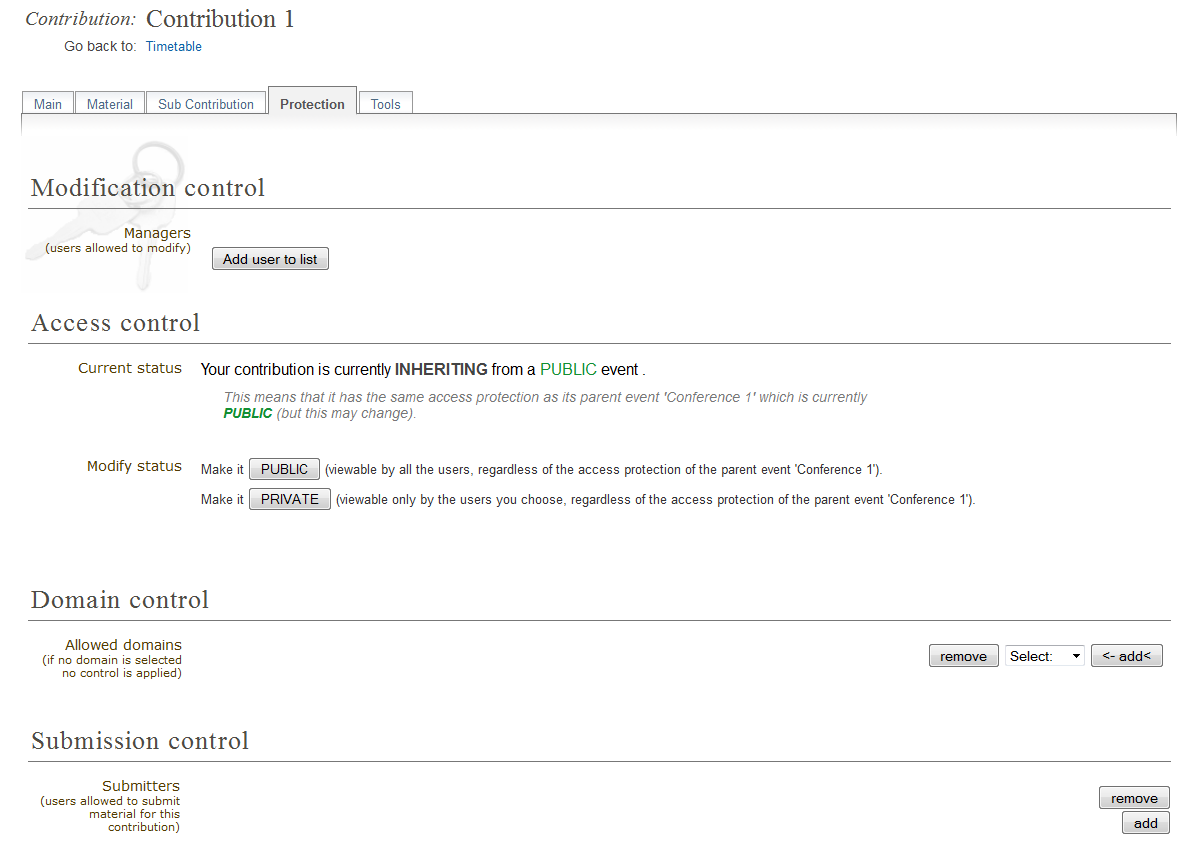 Contribution: Contribution 1
Go back to: Timetable
Main Material Sub Contribution Protection Tools
Modification control
Managers
(users allowed to modify)
Add user to list
Access control
Current status Your contribution is currently INHERITING from a PUBLIC event .
This means that it has the same access protection as its parent event 'Conference 1' which is currently
PUBLIC (but this may change).
Modify status Make it PUBLIC (viewable by all the users, regardless of the access protection of the parent event 'Conference 1').
Make it PRIVATE (viewable only by the users you choose, regardless of the access protection of the parent event 'Conference 1').
Domain control
Allowed domains
(if no domain is selected
no control is applied)
remove Select: <- add<
Submission control
Submitters
(users allowed to submit
material for this
contribution)
remove
add